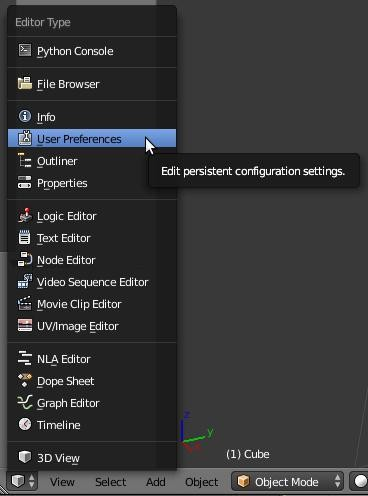 Editor Type
Python Console
File Browser
Info
User Preferences
Edit persistent configuration settings.
Outliner
Properties
Logic Editor
Text Editor
Node Editor
Video Sequence Editor
Movie Clip Editor
UV/Image Editor
NLA Editor
Dope Sheet
Graph Editor
Timeline
3D View
z
y
x
(1) Cube
View Select Add Object Object Mode